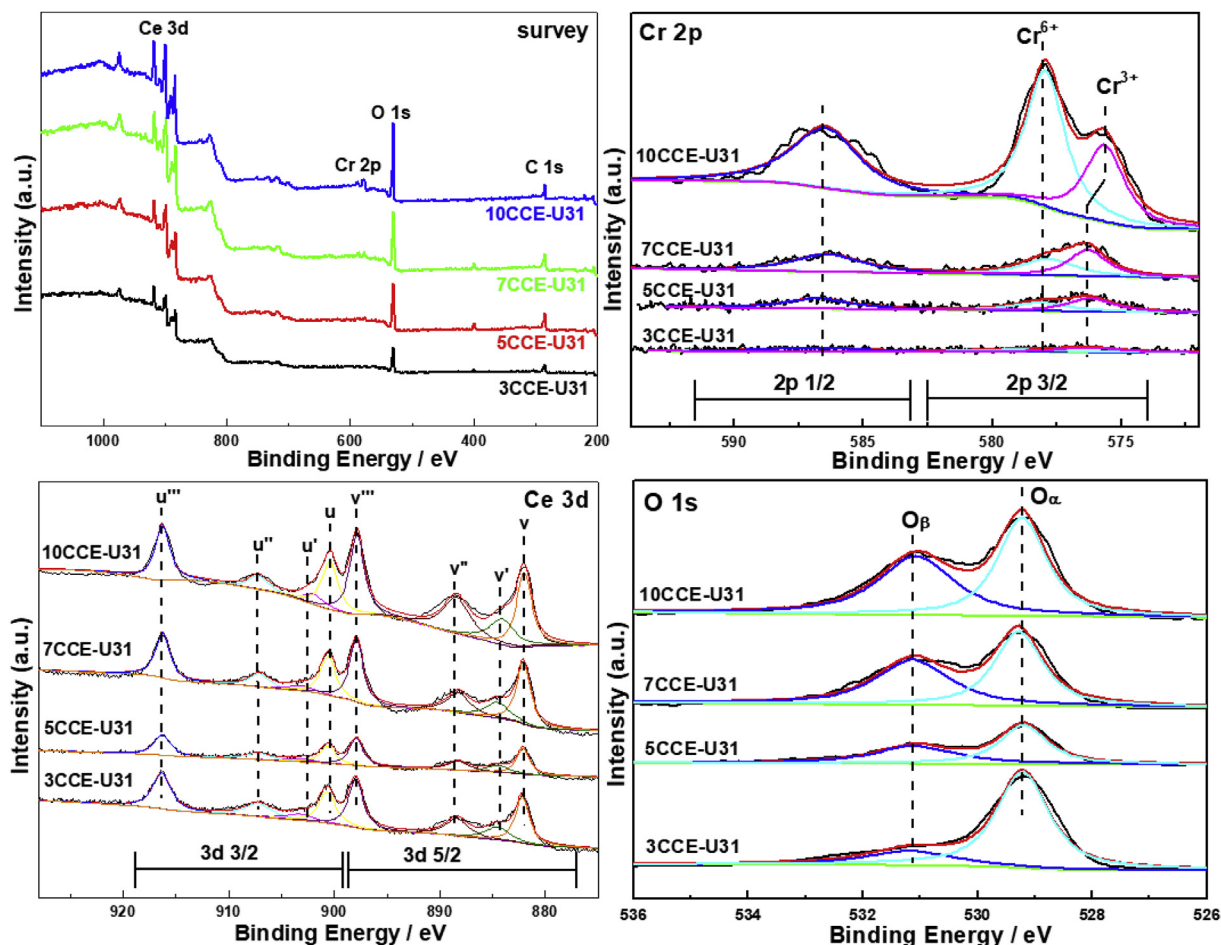 survey
Ce 3d
O 1s
Cr 2p
C 1s
10CCE-U31
7CCE-U31
5CCE-U31
3CCE-U31
Intensity (a.u.)
1000 800 600 400 200
Binding Energy / eV
Cr 2p
Cr6+
Cr3+
10CCE-U31
7CCE-U31
5CCE-U31
3CCE-U31
2p 1/2 2p 3/2
Intensity (a.u.)
590 585 580 575
Binding Energy / eV
Ce 3d
u''' u'' u' u v''' v'' v' v
10CCE-U31
7CCE-U31
5CCE-U31
3CCE-U31
3d 3/2 3d 5/2
Intensity (a.u.)
920 910 900 890 880
Binding Energy / eV
O 1s
Oβ Oα
10CCE-U31
7CCE-U31
5CCE-U31
3CCE-U31
Intensity (a.u.)
536 534 532 530 528 526
Binding Energy / eV